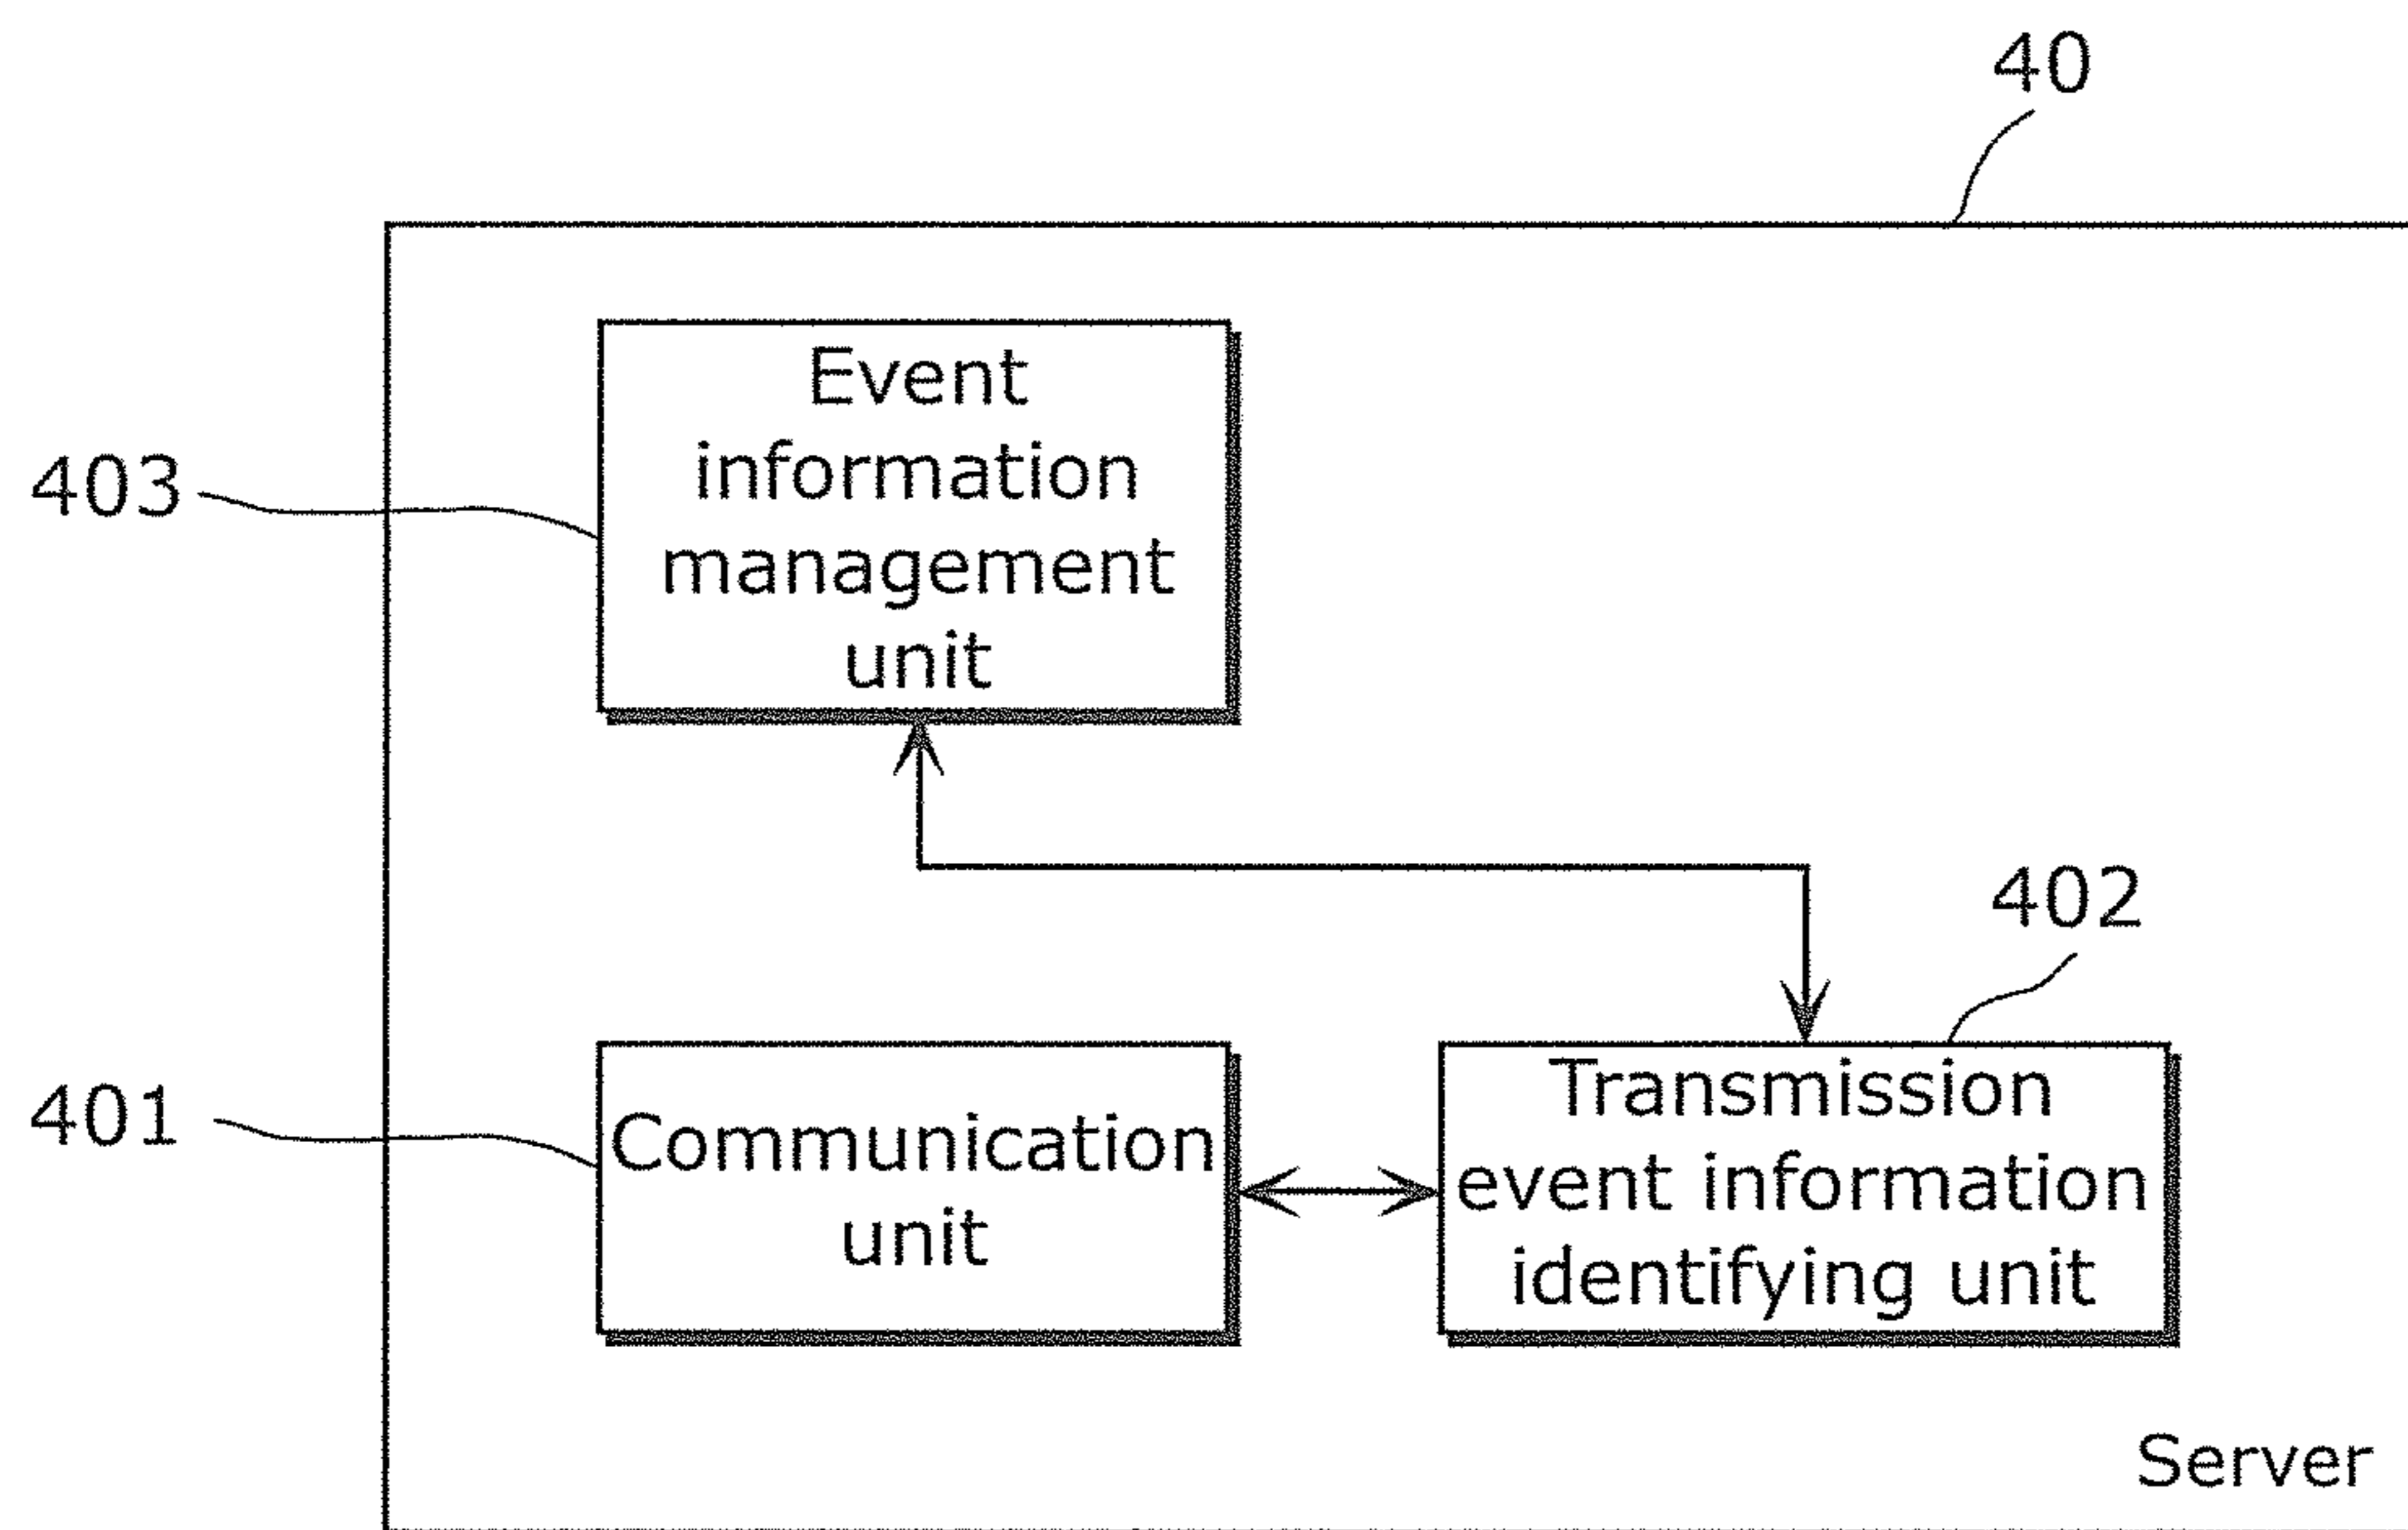 40
Event
information
management
unit
403
402
401
Communication
unit
Transmission
event information
identifying unit
Server